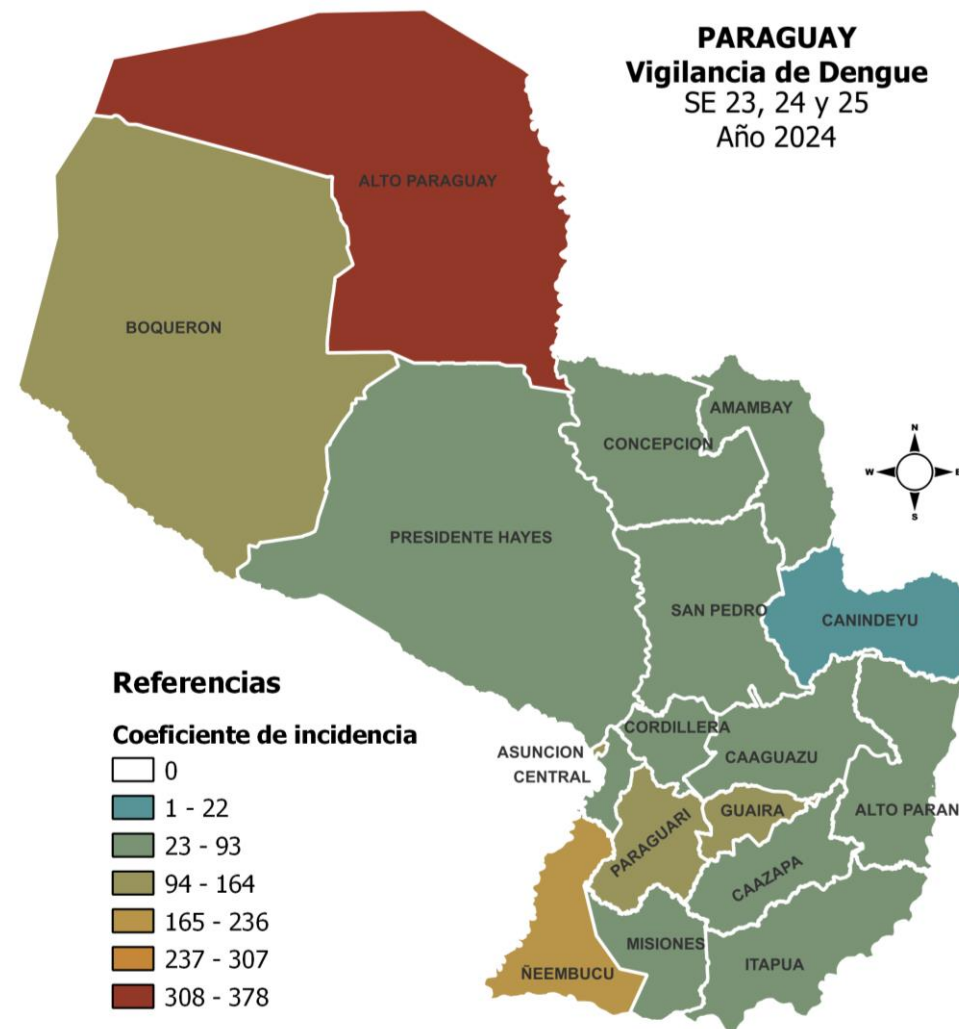 PARAGUAY
Vigilancia de Dengue
SE 23, 24 y 25
Año 2024
ALTO PARAGUAY
BOQUERON
AMAMBAY
CONCEPCION
N
W
E
S
PRESIDENTE HAYES
SAN PEDRO
CANINDEYU
CORDILLERA
ASUNCION
CAAGUAZU
CENTRAL
GUAIRA
ALTO PARAN
PARAGUARI
CAAZAPA
MISIONES
ITAPUA
ÑEEMBUCU
Referencias
Coeficiente de incidencia
0
1 - 22
23 - 93
94 - 164
165 - 236
237 - 307
308 - 378